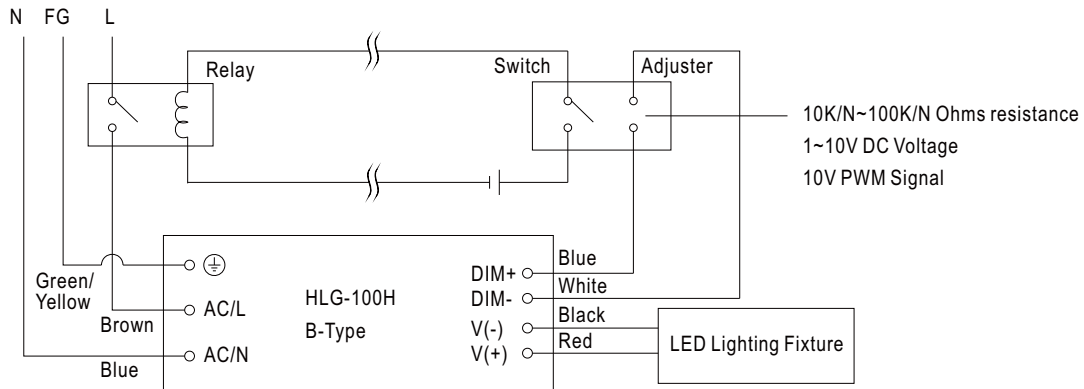 N FG L
Relay
Switch
Adjuster
10K/N~100K/N Ohms resistance
1~10V DC Voltage
10V PWM Signal
Green/
Yellow
Brown
Blue
AC/L
AC/N
HLG-100H
B-Type
DIM+
DIM-
V(-)
V(+)
Blue
White
Black
Red
LED Lighting Fixture